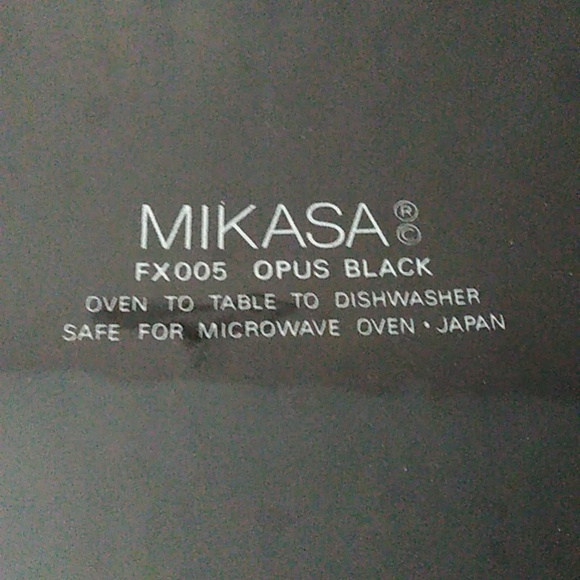 MIKASA ® ©
FX005 OPUS BLACK
OVEN TO TABLE TO DISHWASHER
SAFE FOR MICROWAVE OVEN • JAPAN